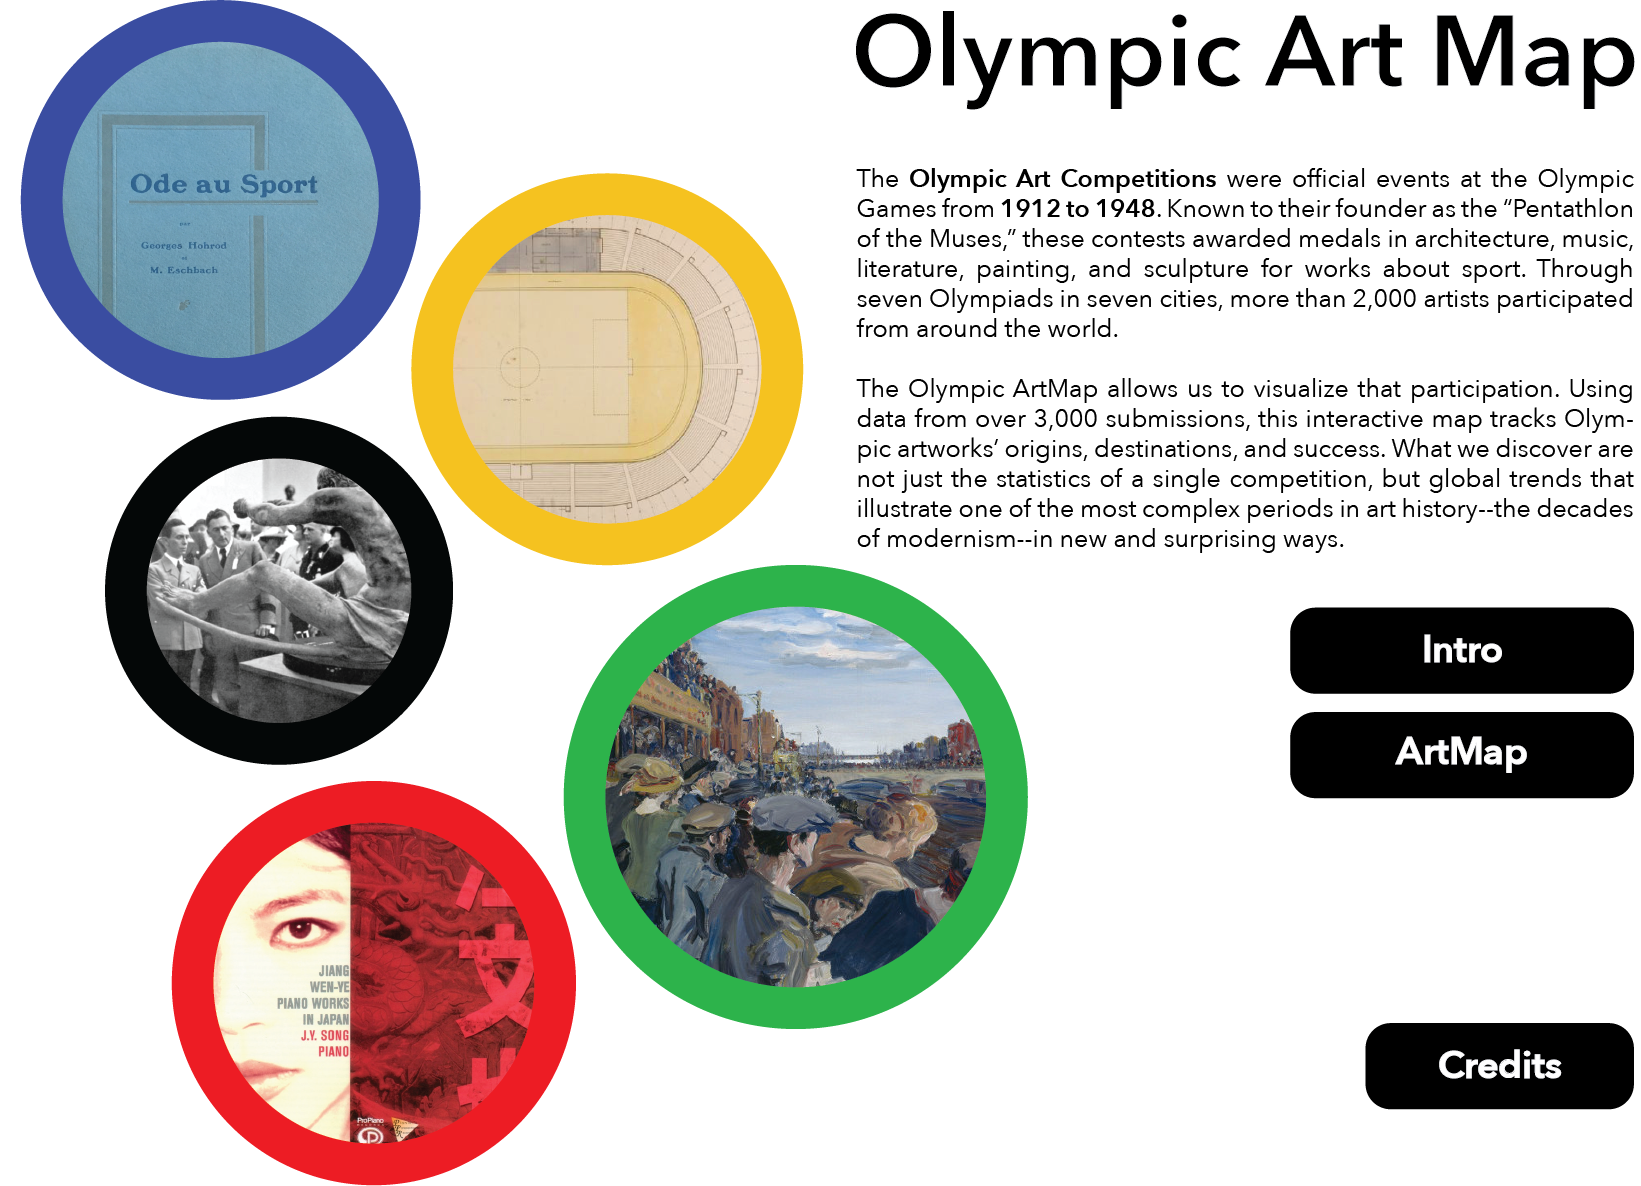 Olympic Art Map
The Olympic Art Competitions were official events at the Olympic
Games from 1912 to 1948. Known to their founder as the “Pentathlon
of the Muses,” these contests awarded medals in architecture, music,
literature, painting, and sculpture for works about sport. Through
seven Olympiads in seven cities, more than 2,000 artists participated
from around the world.
The Olympic ArtMap allows us to visualize that participation. Using
data from over 3,000 submissions, this interactive map tracks Olym-
pic artworks’ origins, destinations, and success. What we discover are
not just the statistics of a single competition, but global trends that
illustrate one of the most complex periods in art history--the decades
of modernism--in new and surprising ways.
Intro
ArtMap
Credits
Ode au Sport
Georges Hohrod
M. Eschbach
JIANG
WEN-YE
PIANO WORKS
IN JAPAN
J.Y. SONG
PIANO
ProPiano